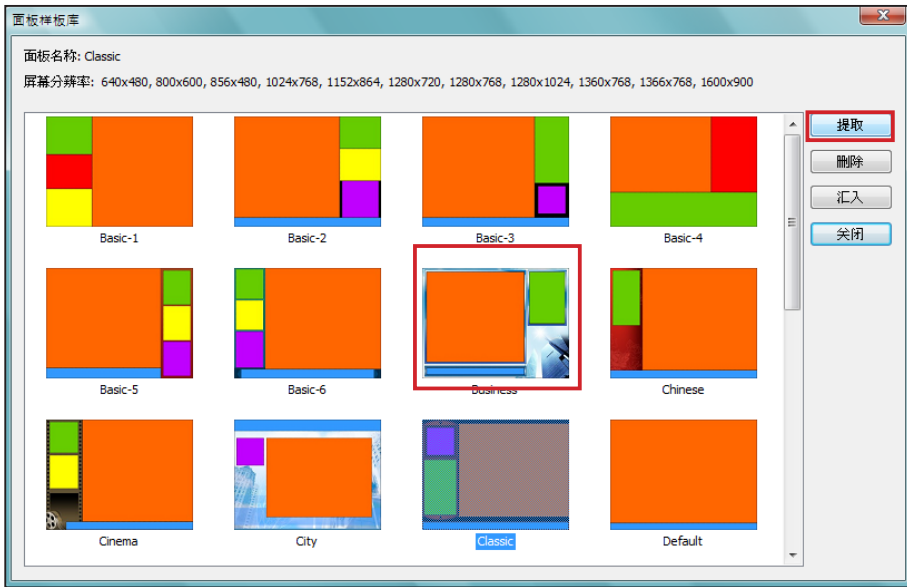 面板样板库
面板名称: Classic
屏幕分辨率: 640x480, 800x600, 856x480, 1024x768, 1152x864, 1280x720, 1280x768, 1280x1024, 1360x768, 1366x768, 1600x900
提取
删除
汇入
关闭
Basic-1 Basic-2 Basic-3 Basic-4
Basic-5 Basic-6 Business Chinese
Cinema City Classic Default